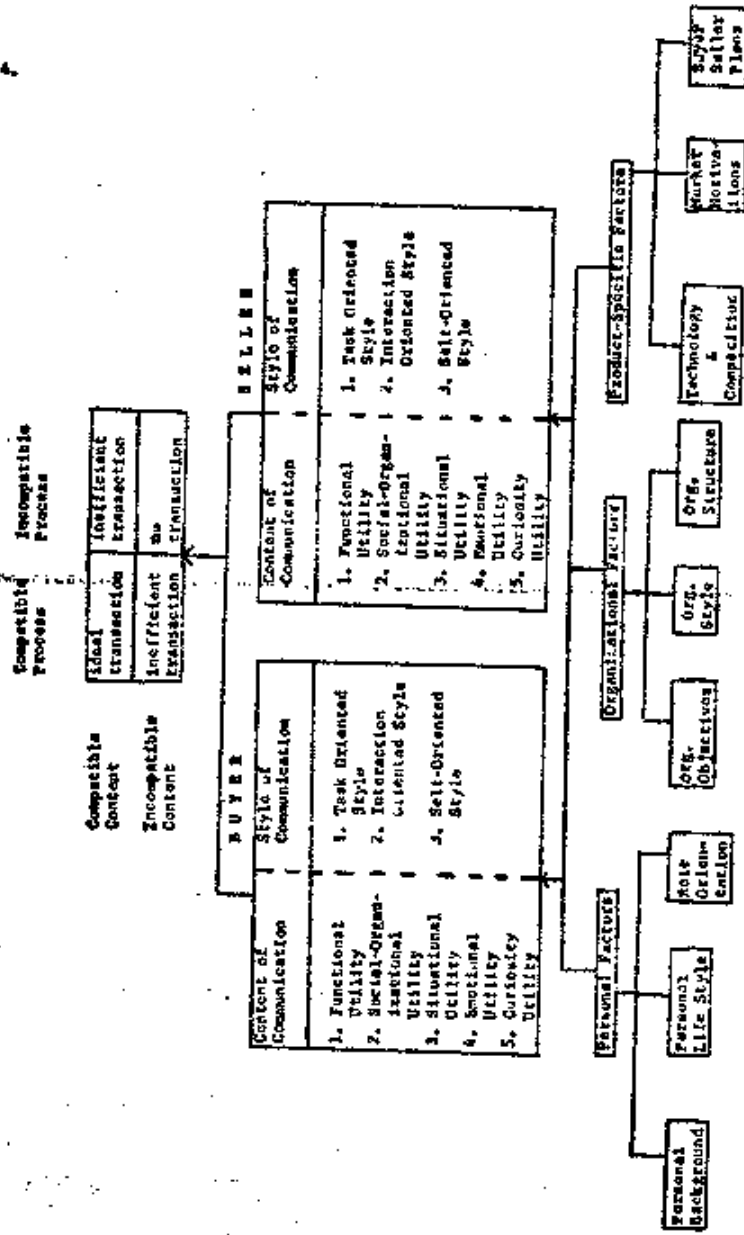 4.
Compatible
Process
Incompatible
Process
Compatible
Content
ideal
transaction
inefficient
transaction
Incompatible
Content
inefficient
transaction
no
transaction
BUYER
Content of
Communication
Style of
Communication
1. Functional
Utility
2. Social-Organ-
izational
Utility
3. Situational
Utility
4. Emotional
Utility
5. Curiosity
Utility
1. Task Oriented
Style
2. Interaction
Oriented Style
3. Self-Oriented
Style
SELLER
Content of
Communication
Style of
Communication
1. Functional
Utility
2. Social-Organ-
izational
Utility
3. Situational
Utility
4. Emotional
Utility
5. Curiosity
Utility
1. Task Oriented
Style
2. Interaction
Oriented Style
3. Self-Oriented
Style
Personal Factors
Organizational Factors
Product-Specific Factors
Personal
Background
Personal
Life Style
Role
Orien-
tation
Org.
Objectives
Org.
Style
Org.
Structure
Technology
&
Competition
Market
Motiva-
tions
Seller
Plans